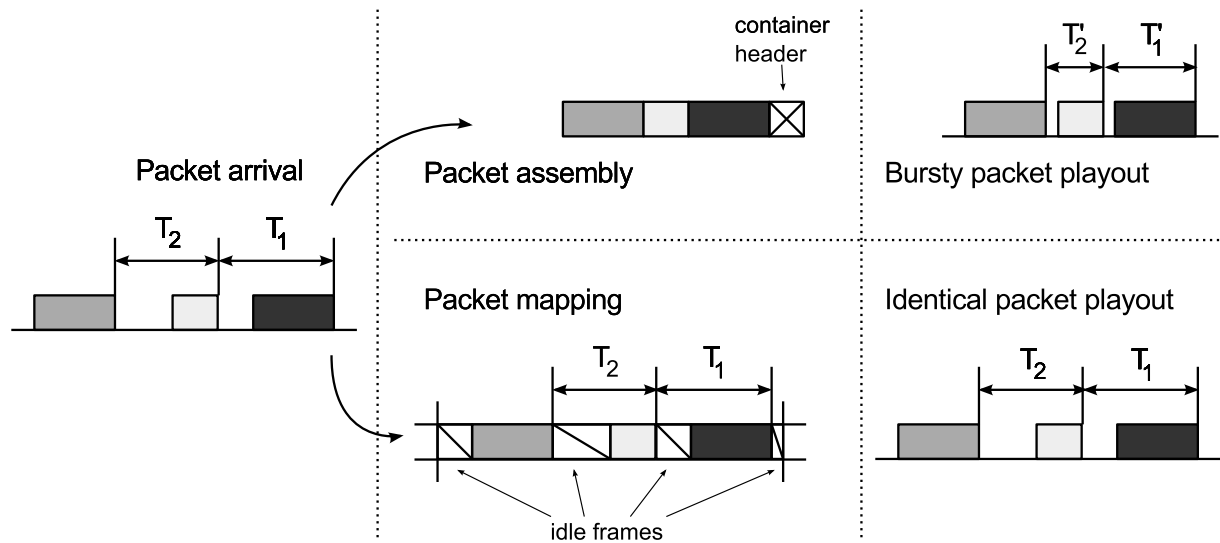 Packet arrival
T2
T1
container
header
Packet assembly
T'2
T'1
Bursty packet playout
Packet mapping
T2
T1
idle frames
Identical packet playout
T2
T1